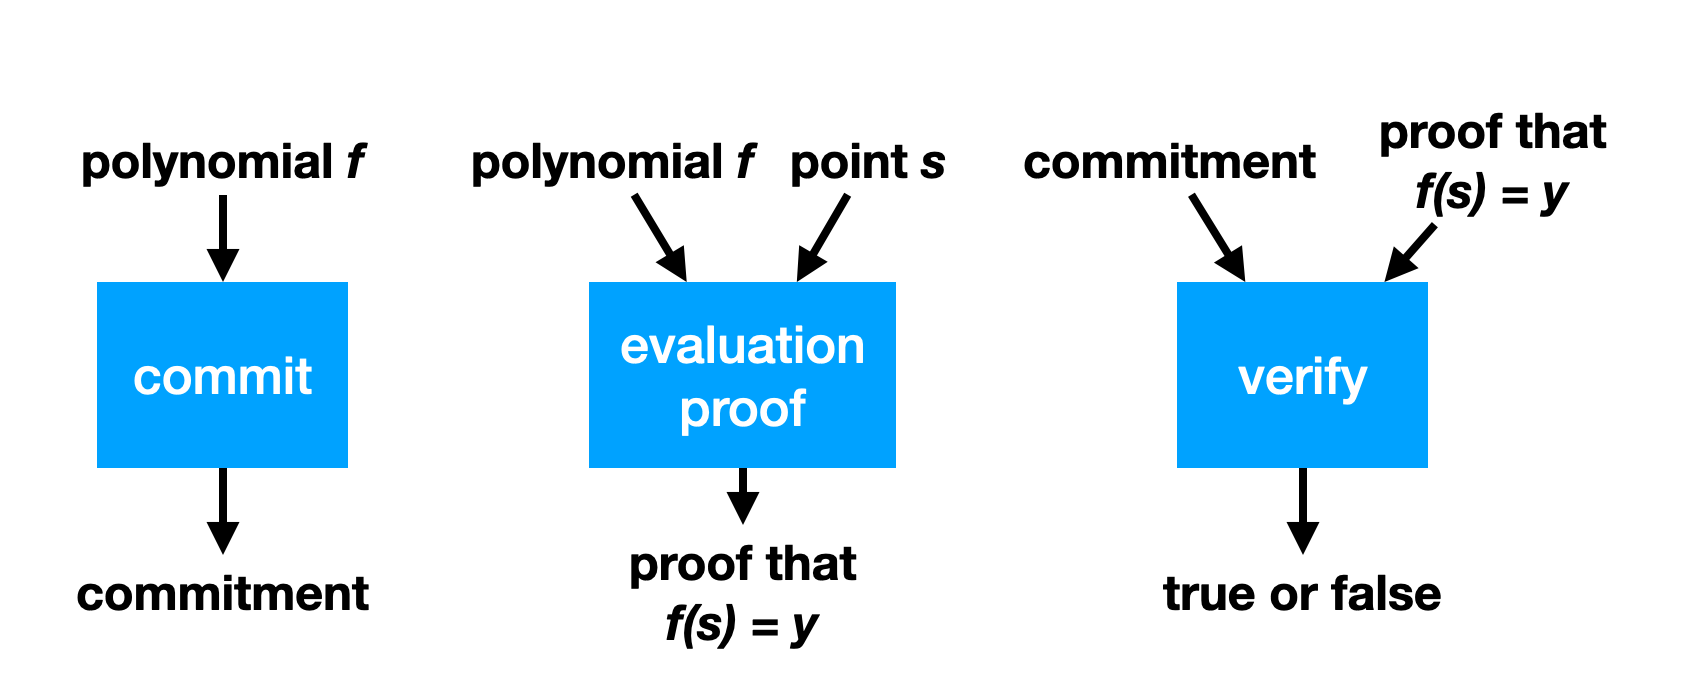 polynomial f
commit
commitment
polynomial f
point s
evaluation
proof
proof that
f(s) = y
commitment
proof that
f(s) = y
verify
true or false